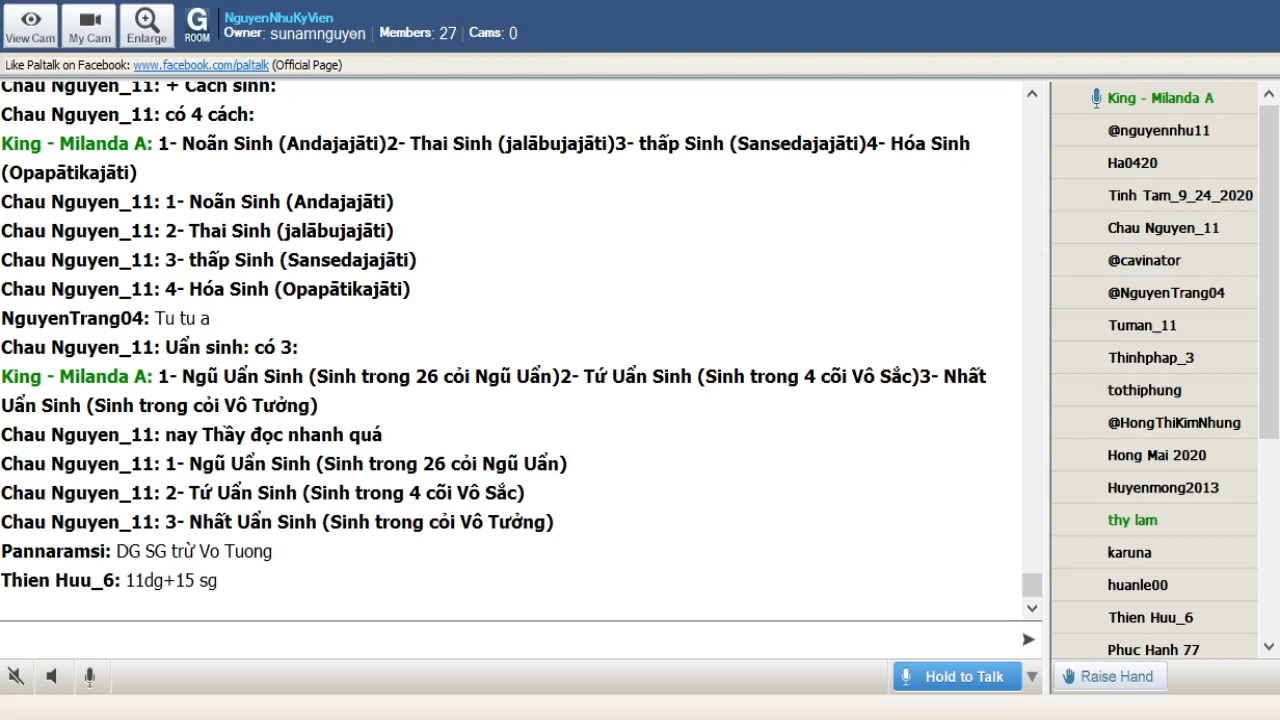 View Cam
My Cam
Enlarge
G
ROOM
NguyenNhuKyVien
Owner: sunamnguyen | Members: 27 | Cams: 0
Like Paltalk on Facebook: www.facebook.com/paltalk (Official Page)
Chau Nguyen_11: + Cách sinh:
Chau Nguyen_11: có 4 cách:
King - Milanda A: 1- Noãn Sinh (Andajajāti)2- Thai Sinh (jalābujajāti)3- thấp Sinh (Sansedajajāti)4- Hóa Sinh
(Opapātikajāti)
Chau Nguyen_11: 1- Noãn Sinh (Andajajāti)
Chau Nguyen_11: 2- Thai Sinh (jalābujajāti)
Chau Nguyen_11: 3- thấp Sinh (Sansedajajāti)
Chau Nguyen_11: 4- Hóa Sinh (Opapātikajāti)
NguyenTrang04: Tu tu a
Chau Nguyen_11: Uẩn sinh: có 3:
King - Milanda A: 1- Ngũ Uẩn Sinh (Sinh trong 26 cỏi Ngũ Uẩn)2- Tứ Uẩn Sinh (Sinh trong 4 cõi Vô Sắc)3- Nhất
Uẩn Sinh (Sinh trong cỏi Vô Tưởng)
Chau Nguyen_11: nay Thầy đọc nhanh quá
Chau Nguyen_11: 1- Ngũ Uẩn Sinh (Sinh trong 26 cỏi Ngũ Uẩn)
Chau Nguyen_11: 2- Tứ Uẩn Sinh (Sinh trong 4 cõi Vô Sắc)
Chau Nguyen_11: 3- Nhất Uẩn Sinh (Sinh trong cỏi Vô Tưởng)
Pannaramsi: DG SG trừ Vo Tuong
Thien Huu_6: 11dg+15 sg
King - Milanda A
@nguyennhu11
Ha0420
Tinh Tam_9_24_2020
Chau Nguyen_11
@cavinator
@NguyenTrang04
Tuman_11
Thinhphap_3
tothiphung
@HongThiKimNhung
Hong Mai 2020
Huyenmong2013
thy lam
karuna
huanle00
Thien Huu_6
Phuc Hanh 77
Hold to Talk
Raise Hand